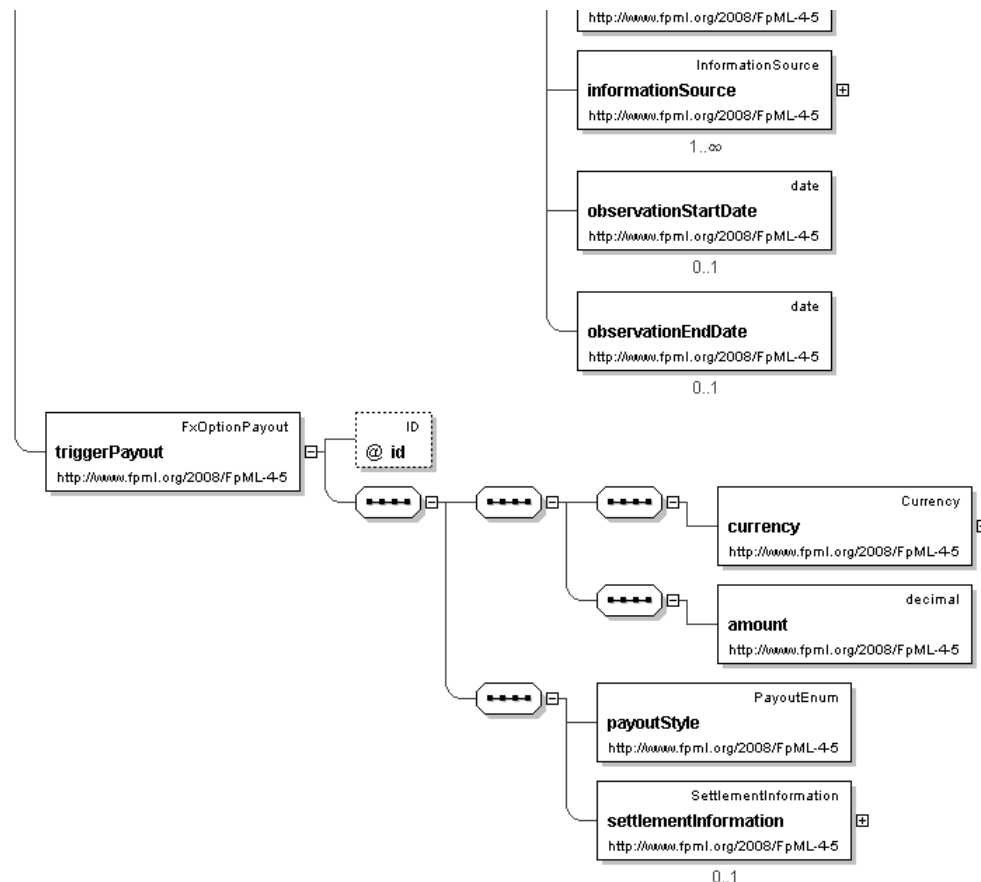 http://www.fpml.org/2008/FpML-4-5
InformationSource
informationSource
http://www.fpml.org/2008/FpML-4-5
1..∞
date
observationStartDate
http://www.fpml.org/2008/FpML-4-5
0..1
date
observationEndDate
http://www.fpml.org/2008/FpML-4-5
0..1
FxOptionPayout
triggerPayout
http://www.fpml.org/2008/FpML-4-5
ID
@ id
Currency
currency
http://www.fpml.org/2008/FpML-4-5
decimal
amount
http://www.fpml.org/2008/FpML-4-5
PayoutEnum
payoutStyle
http://www.fpml.org/2008/FpML-4-5
SettlementInformation
settlementInformation
http://www.fpml.org/2008/FpML-4-5
0..1